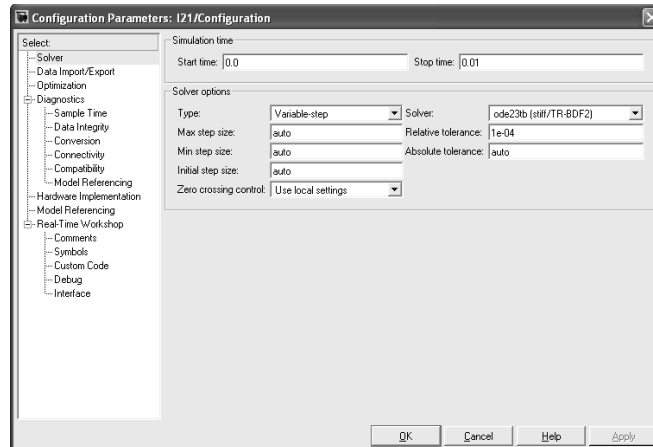 Configuration Parameters: I21/Configuration
Select:
Solver
Data Import/Export
Optimization
Diagnostics
Sample Time
Data Integrity
Conversion
Connectivity
Compatibility
Model Referencing
Hardware Implementation
Model Referencing
Real-Time Workshop
Comments
Symbols
Custom Code
Debug
Interface
Simulation time
Start time: 0.0 Stop time: 0.01
Solver options
Type: Variable-step Solver: ode23tb (stiff/TR-BDF2)
Max step size: auto Relative tolerance: 1e-04
Min step size: auto Absolute tolerance: auto
Initial step size: auto
Zero crossing control: Use local settings
OK Cancel Help Apply